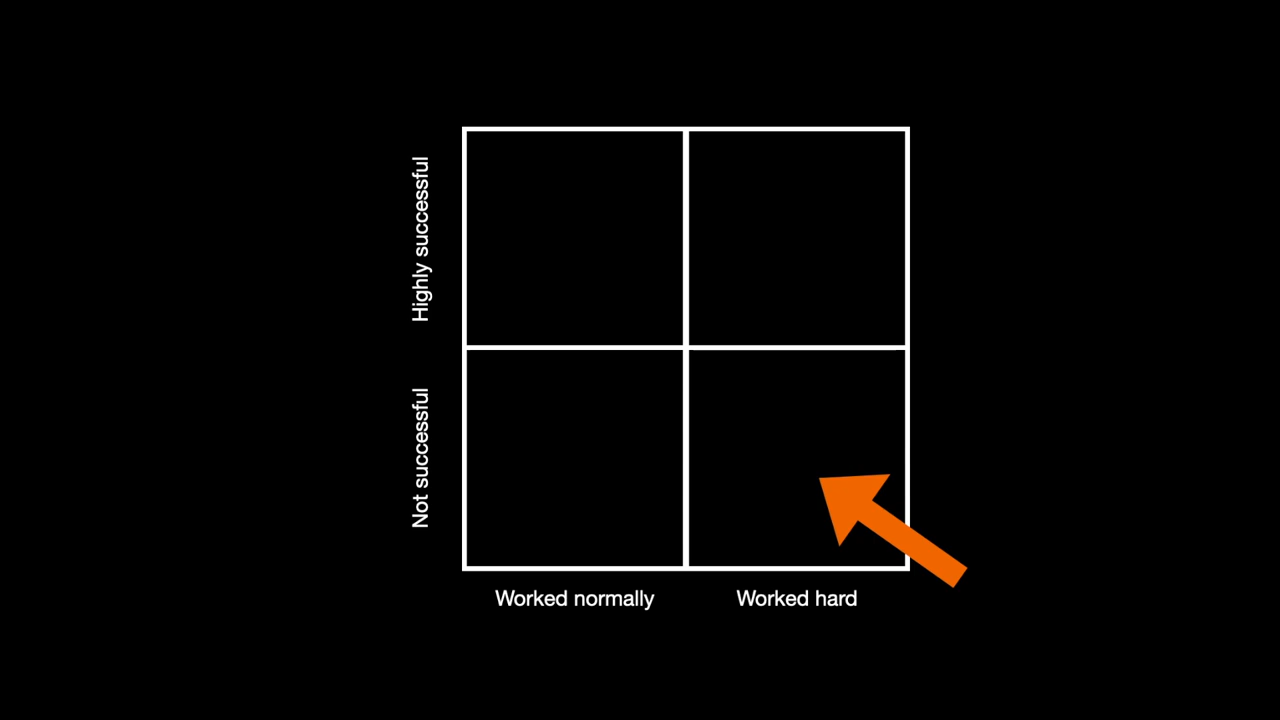 Highly successful
Not successful
Worked normally
Worked hard